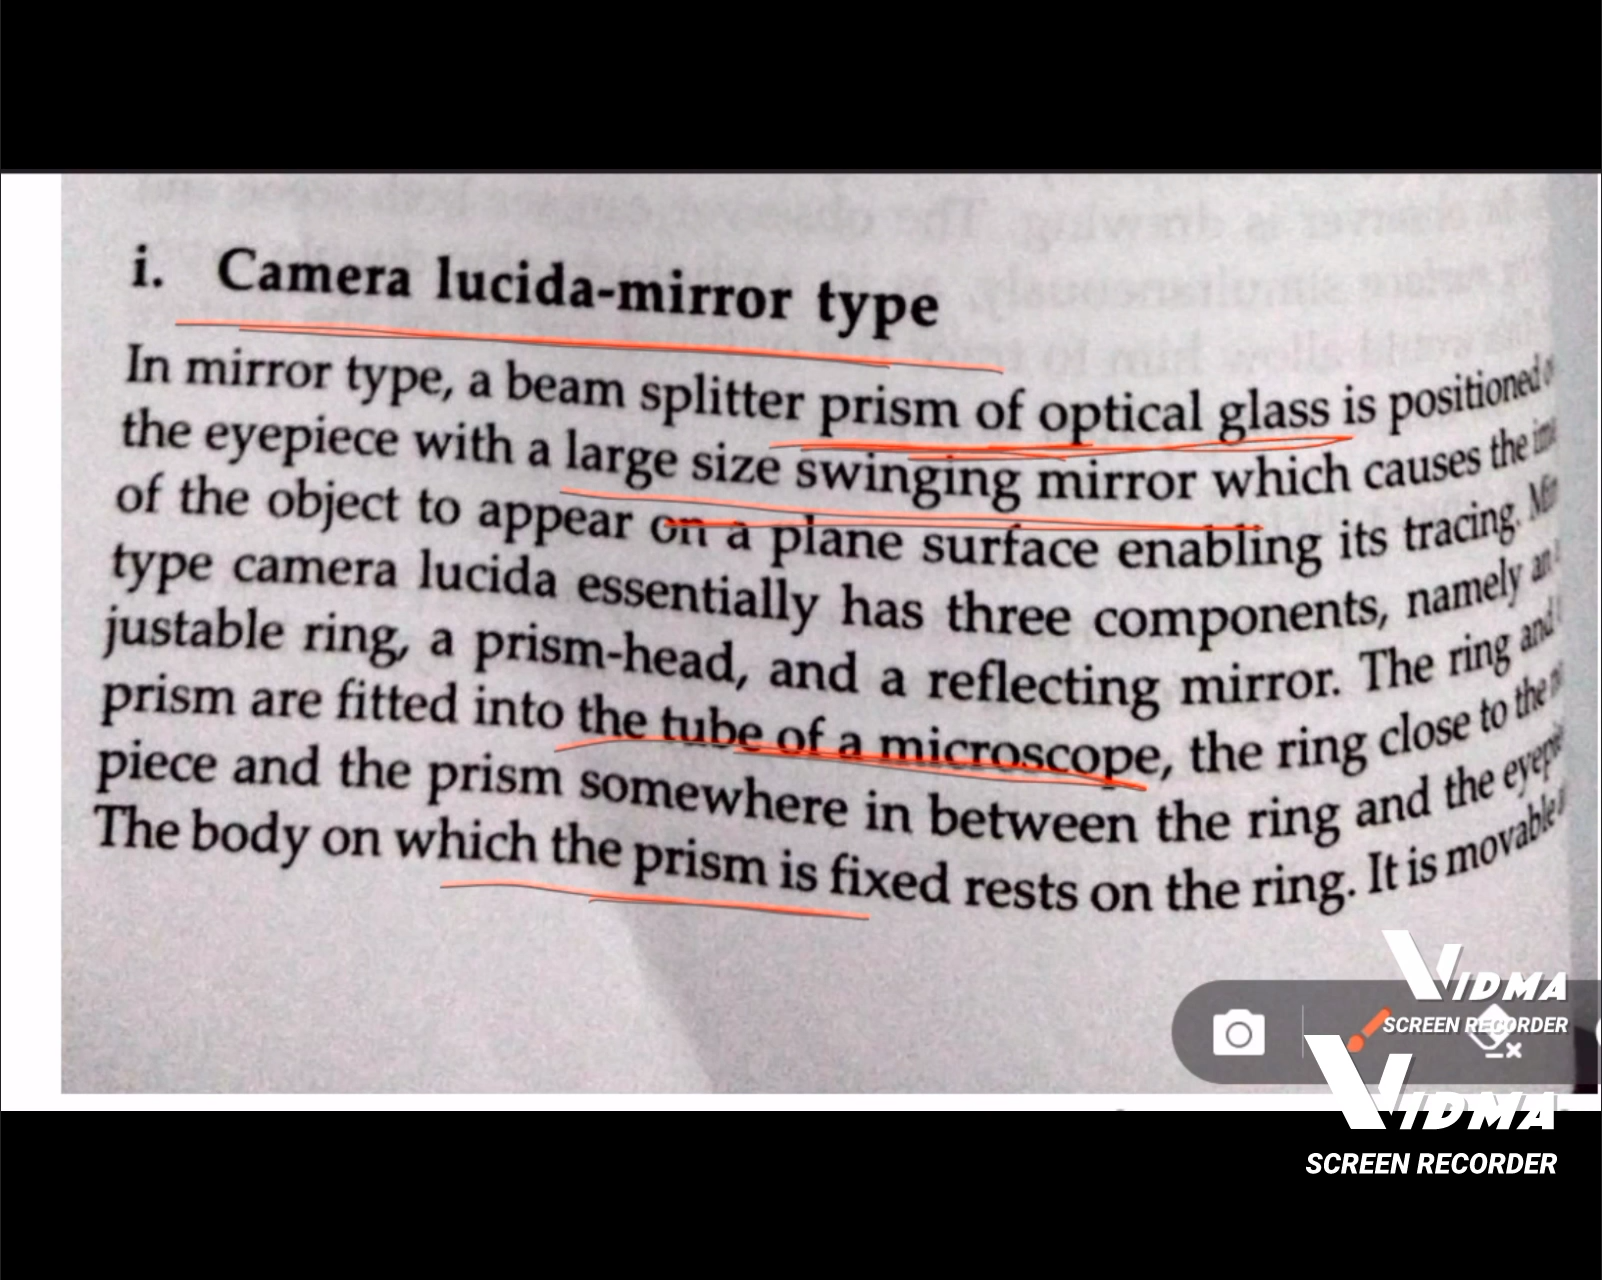 i. Camera lucida-mirror type
In mirror type, a beam splitter prism of optical glass is positioned
the eyepiece with a large size swinging mirror which causes the
of the object to appear on a plane surface enabling its tracing.
type camera lucida essentially has three components, namely
justable ring, a prism-head, and a reflecting mirror. The ring and
prism are fitted into the tube of a microscope, the ring close to the
piece and the prism somewhere in between the ring and the
The body on which the prism is fixed rests on the ring. It is movable
VIDMA
SCREEN RECORDER
VIDMA
SCREEN RECORDER